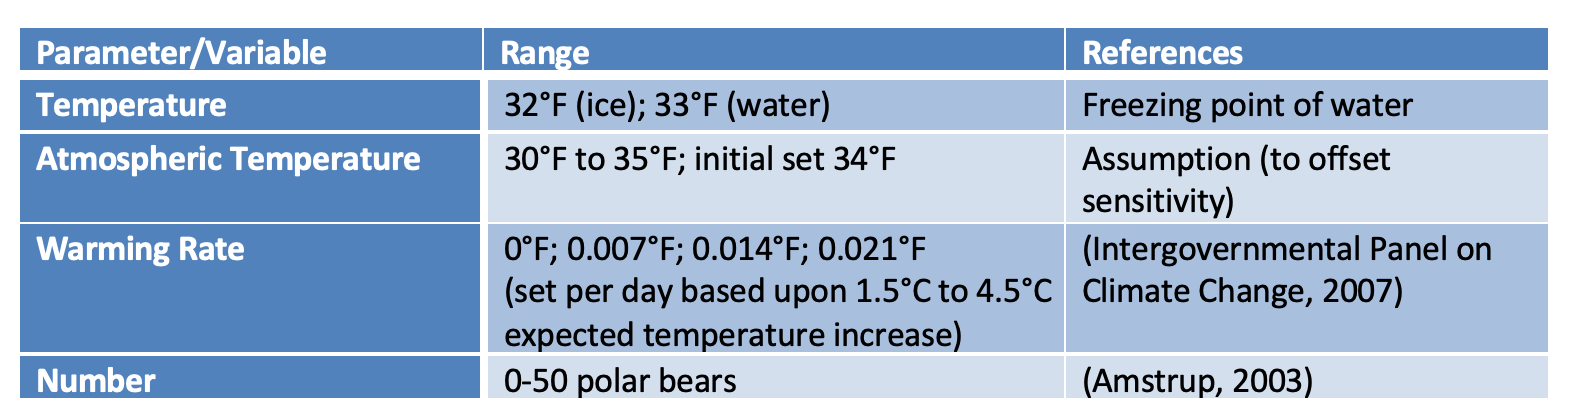 Parameter/Variable Range References
Temperature 32°F (ice); 33°F (water) Freezing point of water
Atmospheric Temperature 30°F to 35°F; initial set 34°F Assumption (to offset
sensitivity)
Warming Rate 0°F; 0.007°F; 0.014°F; 0.021°F (Intergovernmental Panel on
(set per day based upon 1.5°C to 4.5°C Climate Change, 2007)
expected temperature increase)
Number 0-50 polar bears (Amstrup, 2003)